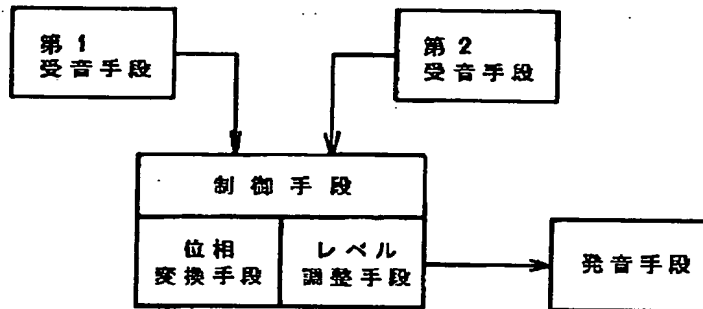 第1
受音手段
第2
受音手段
制御手段
位相
変換手段
レベル
調整手段
発音手段